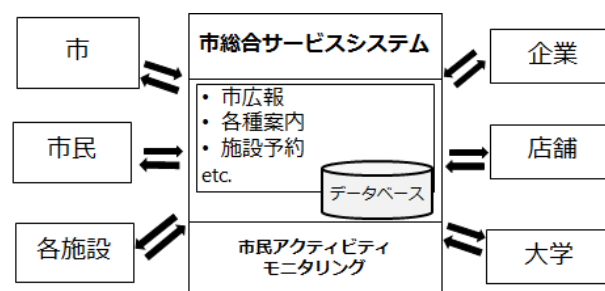 市
市民
各施設
市総合サービスシステム
• 市広報
• 各種案内
• 施設予約
etc.
データベース
市民アクティビティ
モニタリング
企業
店舗
大学